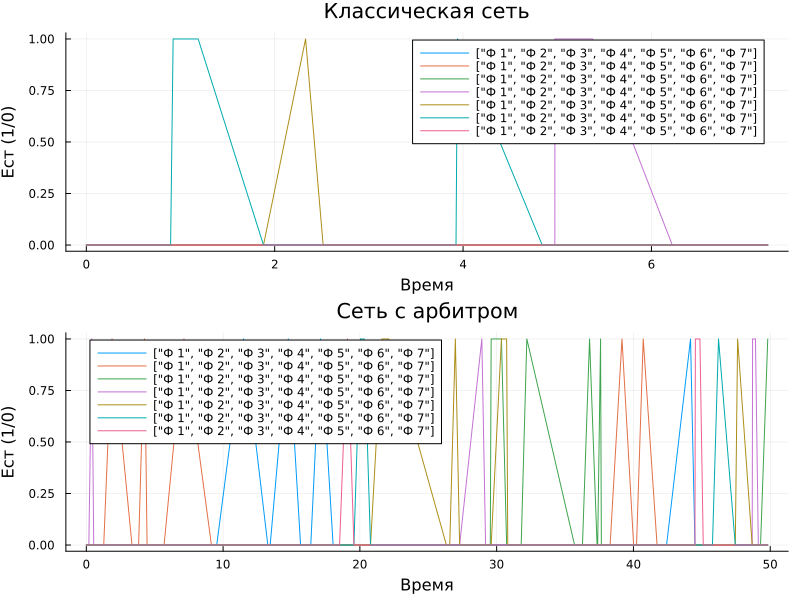 Классическая сеть
1.00
0.75
0.50
0.25
0.00
Ест (1/0)
["Ф 1", "Ф 2", "Ф 3", "Ф 4", "Ф 5", "Ф 6", "Ф 7"]
["Ф 1", "Ф 2", "Ф 3", "Ф 4", "Ф 5", "Ф 6", "Ф 7"]
["Ф 1", "Ф 2", "Ф 3", "Ф 4", "Ф 5", "Ф 6", "Ф 7"]
["Ф 1", "Ф 2", "Ф 3", "Ф 4", "Ф 5", "Ф 6", "Ф 7"]
["Ф 1", "Ф 2", "Ф 3", "Ф 4", "Ф 5", "Ф 6", "Ф 7"]
["Ф 1", "Ф 2", "Ф 3", "Ф 4", "Ф 5", "Ф 6", "Ф 7"]
["Ф 1", "Ф 2", "Ф 3", "Ф 4", "Ф 5", "Ф 6", "Ф 7"]
0 2 4 6
Время
Сеть с арбитром
1.00
0.75
0.50
0.25
0.00
Ест (1/0)
["Ф 1", "Ф 2", "Ф 3", "Ф 4", "Ф 5", "Ф 6", "Ф 7"]
["Ф 1", "Ф 2", "Ф 3", "Ф 4", "Ф 5", "Ф 6", "Ф 7"]
["Ф 1", "Ф 2", "Ф 3", "Ф 4", "Ф 5", "Ф 6", "Ф 7"]
["Ф 1", "Ф 2", "Ф 3", "Ф 4", "Ф 5", "Ф 6", "Ф 7"]
["Ф 1", "Ф 2", "Ф 3", "Ф 4", "Ф 5", "Ф 6", "Ф 7"]
["Ф 1", "Ф 2", "Ф 3", "Ф 4", "Ф 5", "Ф 6", "Ф 7"]
["Ф 1", "Ф 2", "Ф 3", "Ф 4", "Ф 5", "Ф 6", "Ф 7"]
0 10 20 30 40 50
Время